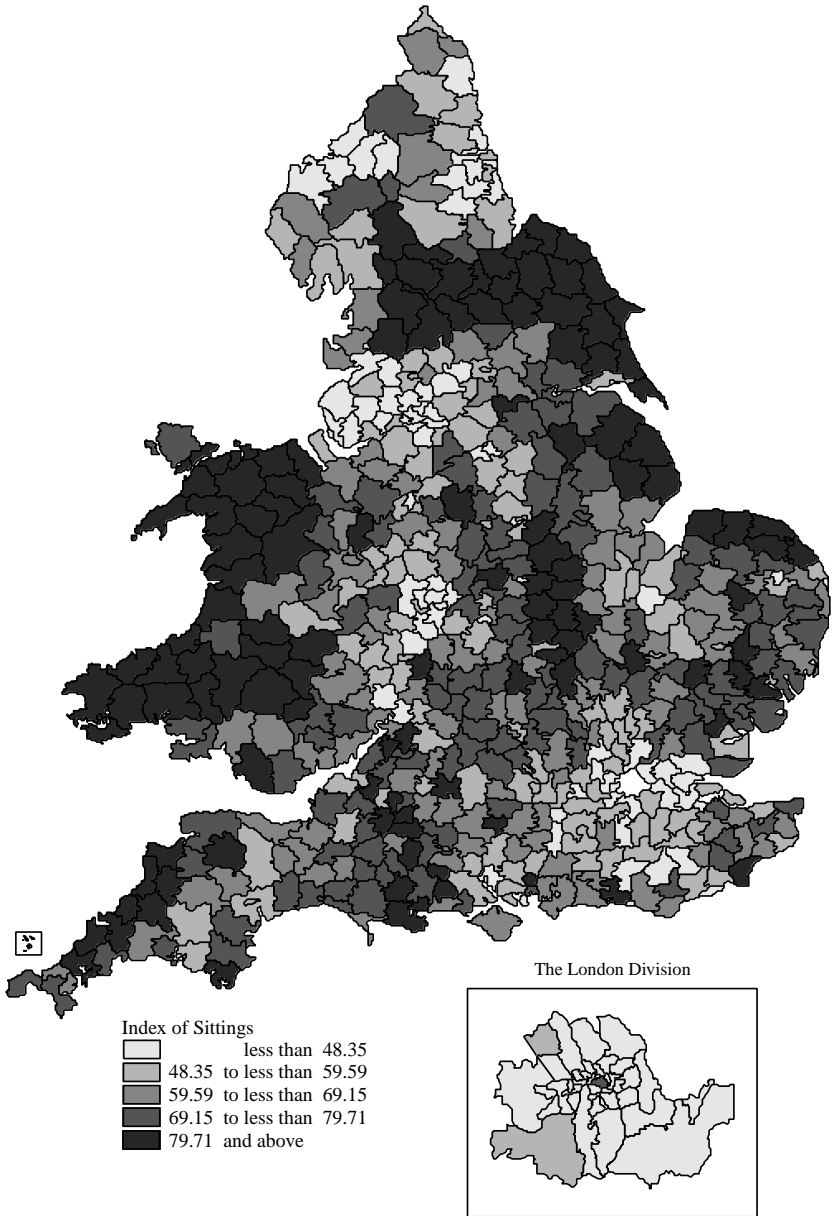 The London Division
Index of Sittings
less than 48.35
48.35 to less than 59.59
59.59 to less than 69.15
69.15 to less than 79.71
79.71 and above